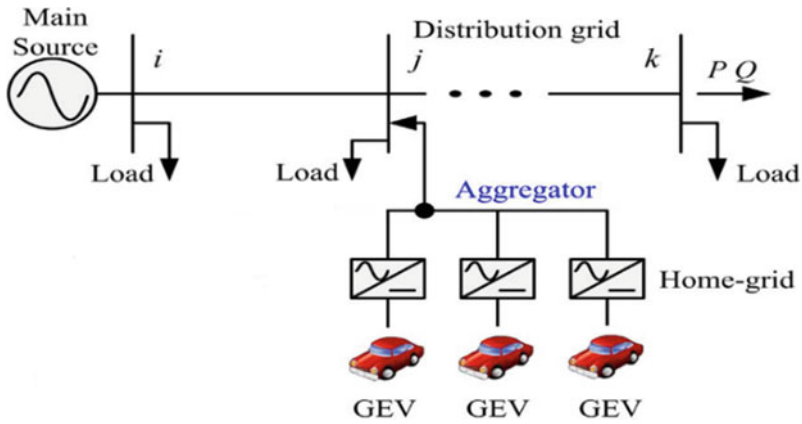 Main
Source
i
Distribution grid
j
k
P Q
Load
Load
Load
Aggregator
Home-grid
GEV
GEV
GEV